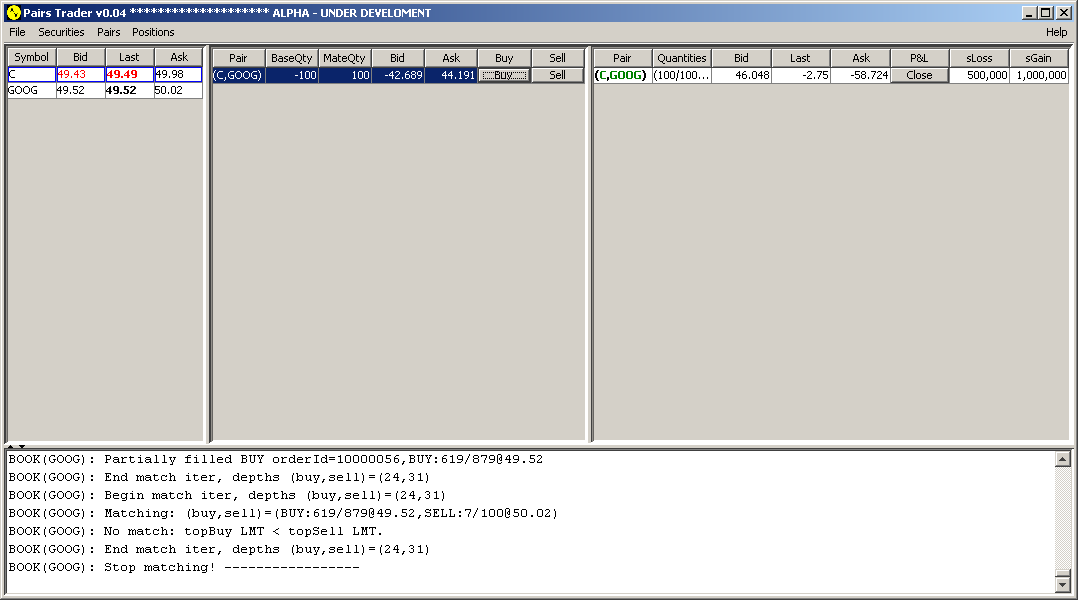 Pairs Trader v0.04 ******************** ALPHA - UNDER DEVELOMENT
File Securities Pairs Positions Help
Symbol Bid Last Ask
C 49.43 49.49 49.98
GOOG 49.52 49.52 50.02
Pair BaseQty MateQty Bid Ask Buy Sell
(C,GOOG) -100 100 -42.689 44.191 Buy Sell
Pair Quantities Bid Last Ask P&L sLoss sGain
(C,GOOG) (100/100... 46.048 -2.75 -58.724 Close 500,000 1,000,000
BOOK(GOOG): Partially filled BUY orderId=10000056,BUY:619/879@49.52
BOOK(GOOG): End match iter, depths (buy,sell)=(24,31)
BOOK(GOOG): Begin match iter, depths (buy,sell)=(24,31)
BOOK(GOOG): Matching: (buy,sell)=(BUY:619/879@49.52,SELL:7/100@50.02)
BOOK(GOOG): No match: topBuy LMT < topSell LMT.
BOOK(GOOG): End match iter, depths (buy,sell)=(24,31)
BOOK(GOOG): Stop matching! -----------------